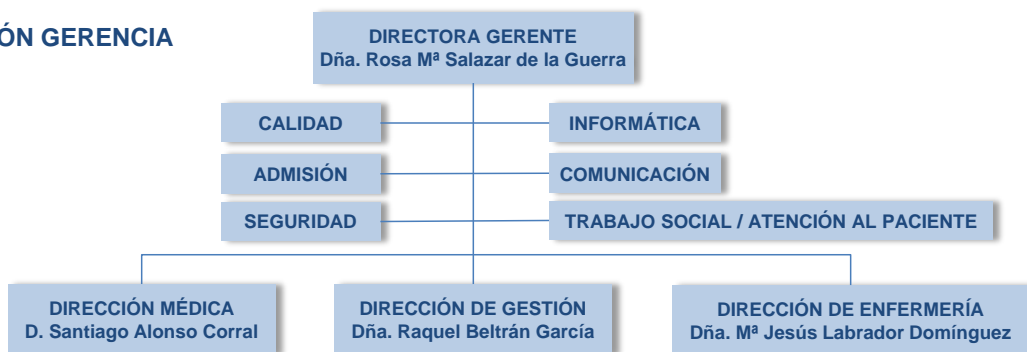 ÓN GERENCIA
DIRECTORA GERENTE
Dña. Rosa Mª Salazar de la Guerra
CALIDAD
INFORMÁTICA
ADMISIÓN
COMUNICACIÓN
SEGURIDAD
TRABAJO SOCIAL / ATENCIÓN AL PACIENTE
DIRECCIÓN MÉDICA
D. Santiago Alonso Corral
DIRECCIÓN DE GESTIÓN
Dña. Raquel Beltrán García
DIRECCIÓN DE ENFERMERÍA
Dña. Mª Jesús Labrador Domínguez